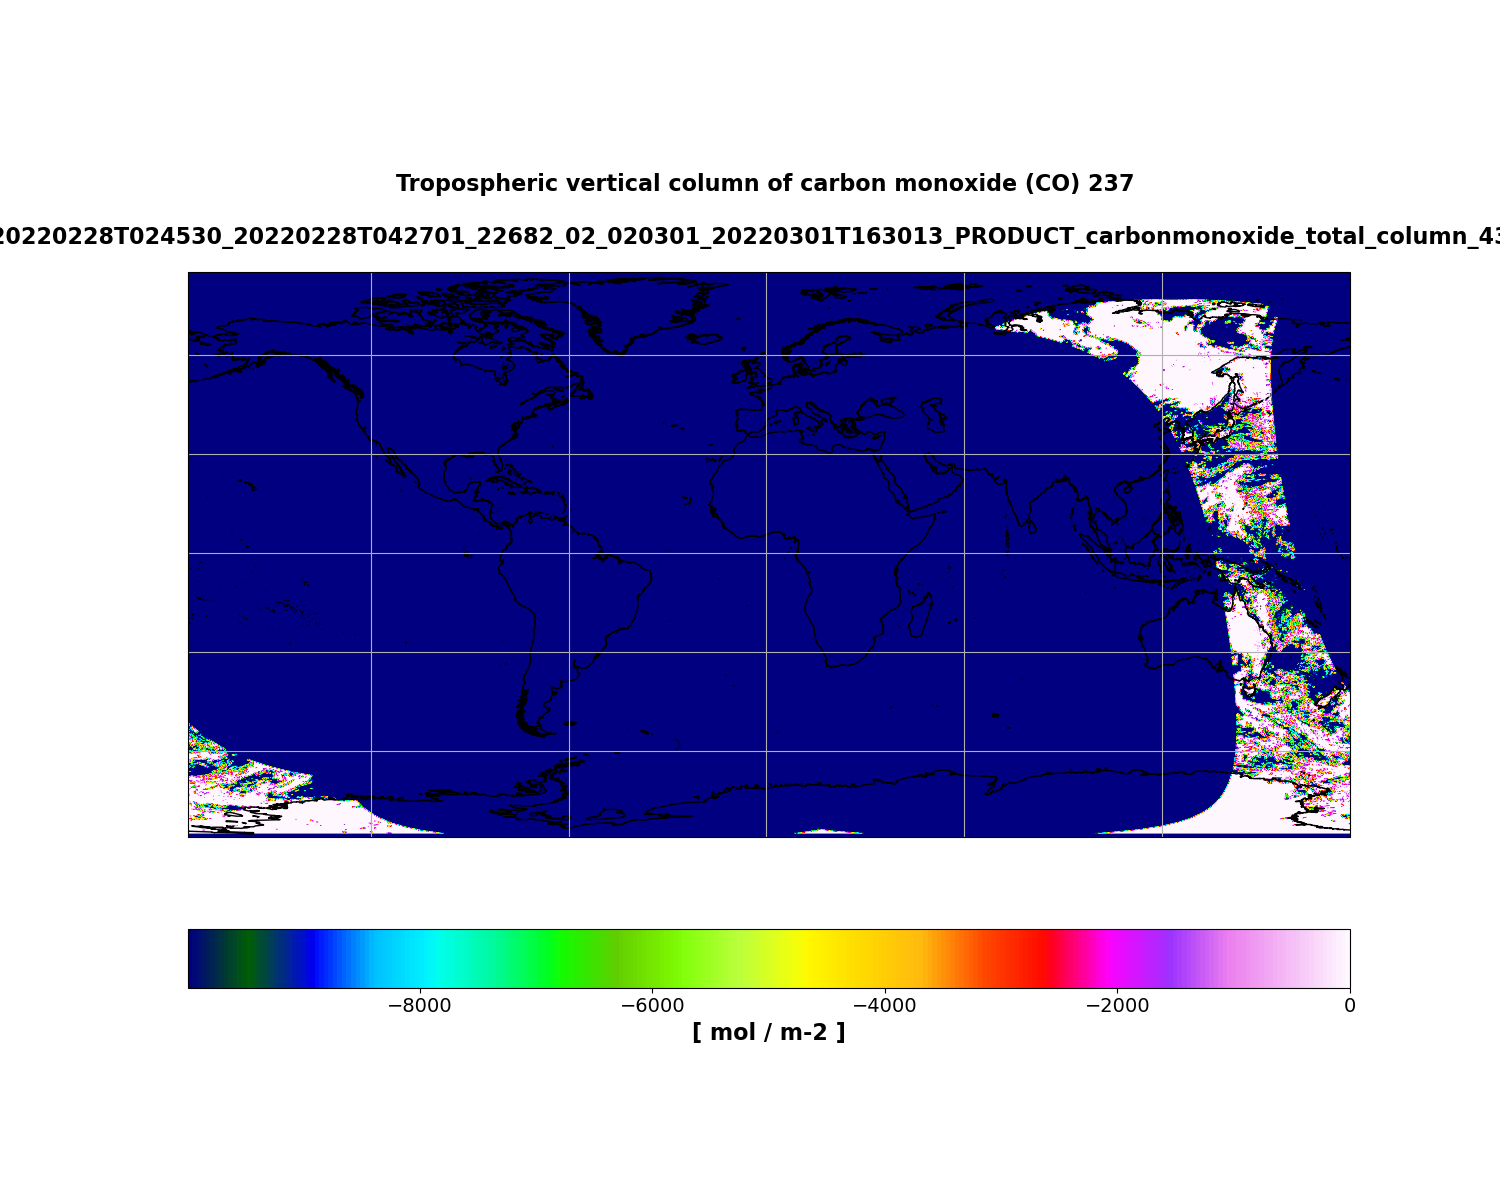 Tropospheric vertical column of carbon monoxide (CO) 237
20220228T024530_20220228T042701_22682_02_020301_20220301T163013_PRODUCT_carbonmonoxide_total_column_43
−8000 −6000 −4000 −2000 0
[ mol / m-2 ]